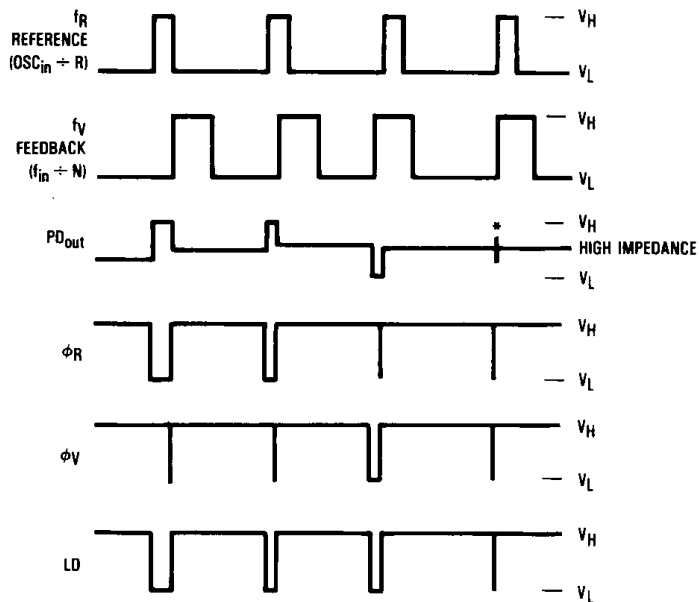 fR
REFERENCE
(OSCin ÷ R)
VH
VL
fV
FEEDBACK
(fin ÷ N)
VH
VL
PDout
*
VH
HIGH IMPEDANCE
VL
ϕR
VH
VL
ϕV
VH
VL
LD
VH
VL